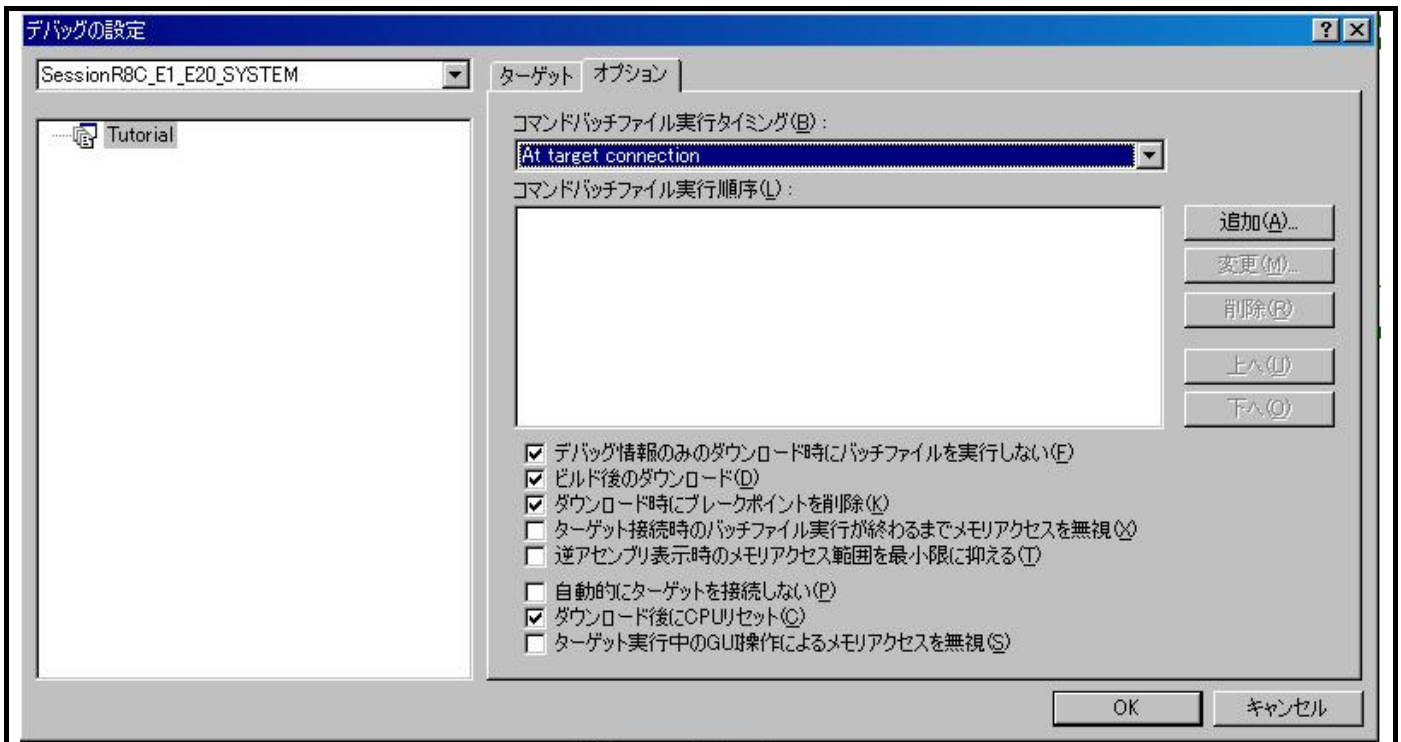 デバッグの設定
SessionR8C_E1_E20_SYSTEM
Tutorial
ターゲット オプション
コマンドバッチファイル実行タイミング(B) :
At target connection
コマンドバッチファイル実行順序(L) :
追加(A)...
変更(M)...
削除(R)
上へ(U)
下へ(O)
デバッグ情報のみのダウンロード時にバッチファイルを実行しない(F)
ビルド後のダウンロード(D)
ダウンロード時にブレークポイントを削除(K)
ターゲット接続時のバッチファイル実行が終わるまでメモリアクセスを無視(X)
逆アセンブリ表示時のメモリアクセス範囲を最小限に抑える(T)
自動的にターゲットを接続しない(P)
ダウンロード後にCPUリセット(C)
ターゲット実行中のGUI操作によるメモリアクセスを無視(S)
OK キャンセル